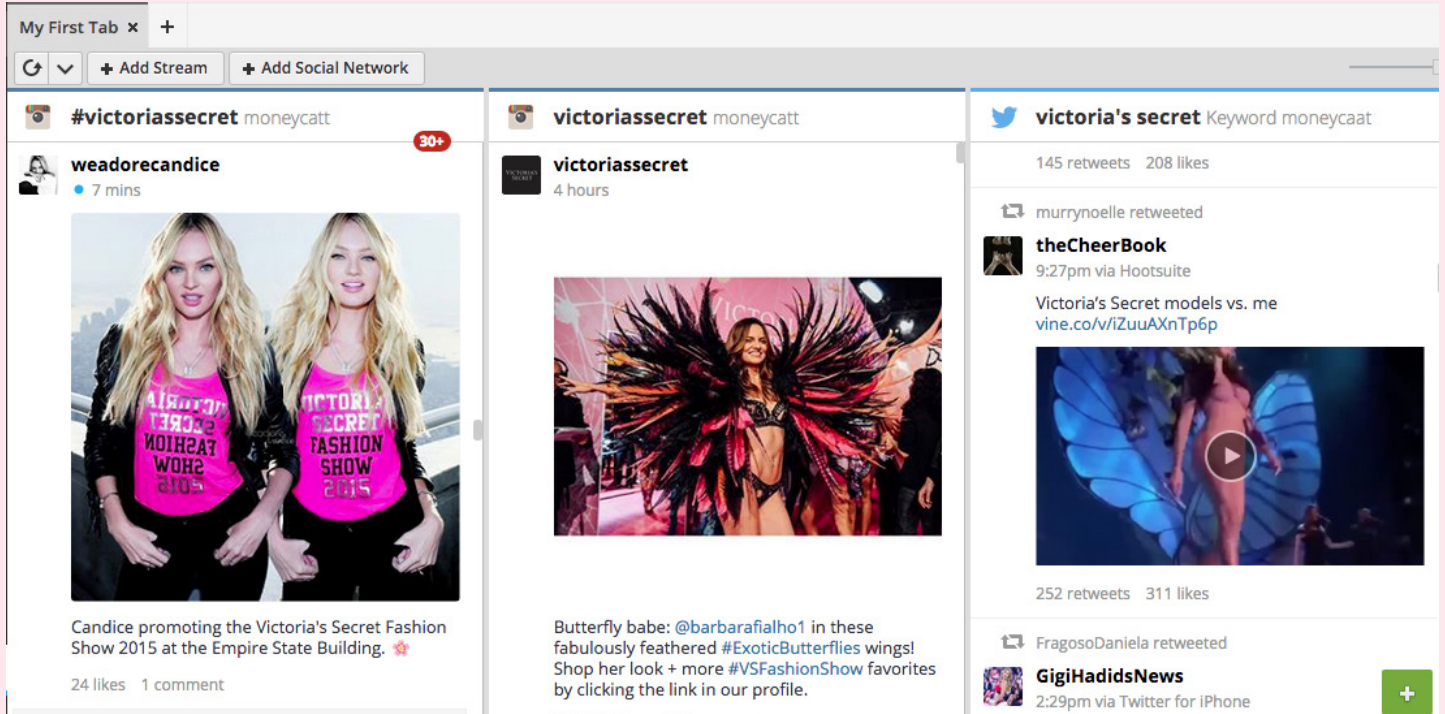 My First Tab × +
+ Add Stream
+ Add Social Network
#victoriassecret moneycatt
30+
weadorecandice
7 mins
VICTORIA
SECRET
FASHION
SHOW
2015
VICTORIA
SECRET
FASHION
SHOW
2015
Candice promoting the Victoria's Secret Fashion
Show 2015 at the Empire State Building. 🌸
24 likes 1 comment
victoriassecret moneycatt
VICTORIA'S
SECRET
victoriassecret
4 hours
VICTO
Butterfly babe: @barbarafialho1 in these
fabulously feathered #ExoticButterflies wings!
Shop her look + more #VSFashionShow favorites
by clicking the link in our profile.
victoria's secret Keyword moneycaat
145 retweets 208 likes
murrynoelle retweeted
theCheerBook
9:27pm via Hootsuite
Victoria’s Secret models vs. me
vine.co/v/iZuuAXnTp6p
252 retweets 311 likes
FragosoDaniela retweeted
GigiHadidsNews
2:29pm via Twitter for iPhone
+